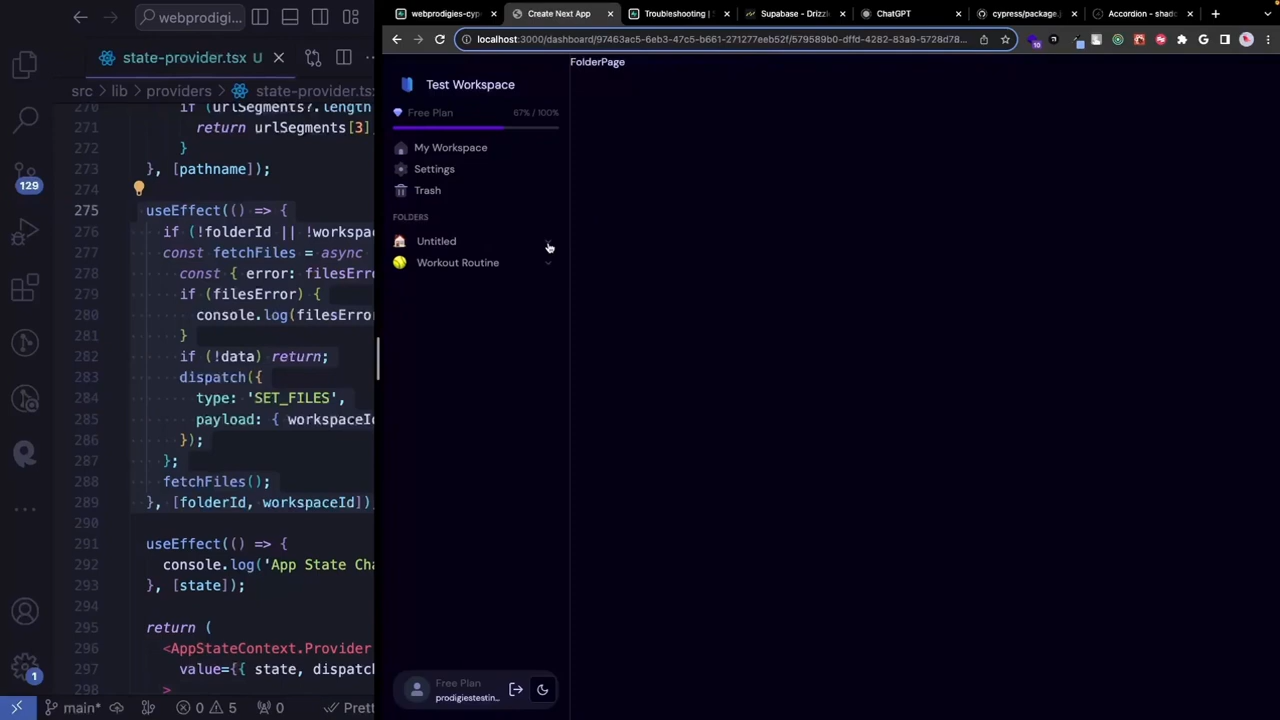 webprodigi...
state-provider.tsx U
src > lib > providers > state-provider.tsx
270 if (urlSegments?.length
271 return urlSegments[3]
272 }
273 }, [pathname]);
274
275 useEffect(() => {
276 if (!folderId || !workspa
277 const fetchFiles = async
278 const { error: filesErr
279 if (filesError) {
280 console.log(filesErro
281 }
282 if (!data) return;
283 dispatch({
284 type: 'SET_FILES',
285 payload: { workspaceI
286 });
287 };
288 fetchFiles();
289 }, [folderId, workspaceId])
290
291 useEffect(() => {
292 console.log('App State Cha
293 }, [state]);
294
295 return (
296 <AppStateContext.Provider
297 value={{ state, dispatch
298 >
129
1
main*
0 5
0
Prett
webprodigies-cyp
Create Next App
Troubleshooting |
Supabase - Drizzl
ChatGPT
cypress/package.j
Accordion - shad
localhost:3000/dashboard/97463ac5-6eb3-47c5-b661-271277eeb52f/579589b0-dffd-4282-83a9-5728d78...
10
FolderPage
Test Workspace
Free Plan 67% / 100%
My Workspace
Settings
Trash
FOLDERS
Untitled
Workout Routine
Free Plan
prodigiestestin...